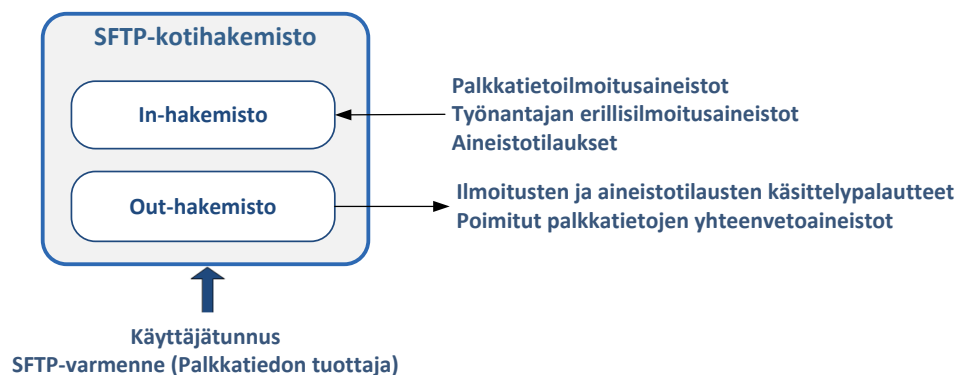 SFTP-kotihakemisto
In-hakemisto
Palkkatietoilmoitusaineistot
Työnantajan erillisilmoitusaineistot
Aineistotilaukset
Out-hakemisto
Ilmoitusten ja aineistotilausten käsittelypalautteet
Poimitut palkkatietojen yhteenvetoaineistot
Käyttäjätunnus
SFTP-varmenne (Palkkatiedon tuottaja)